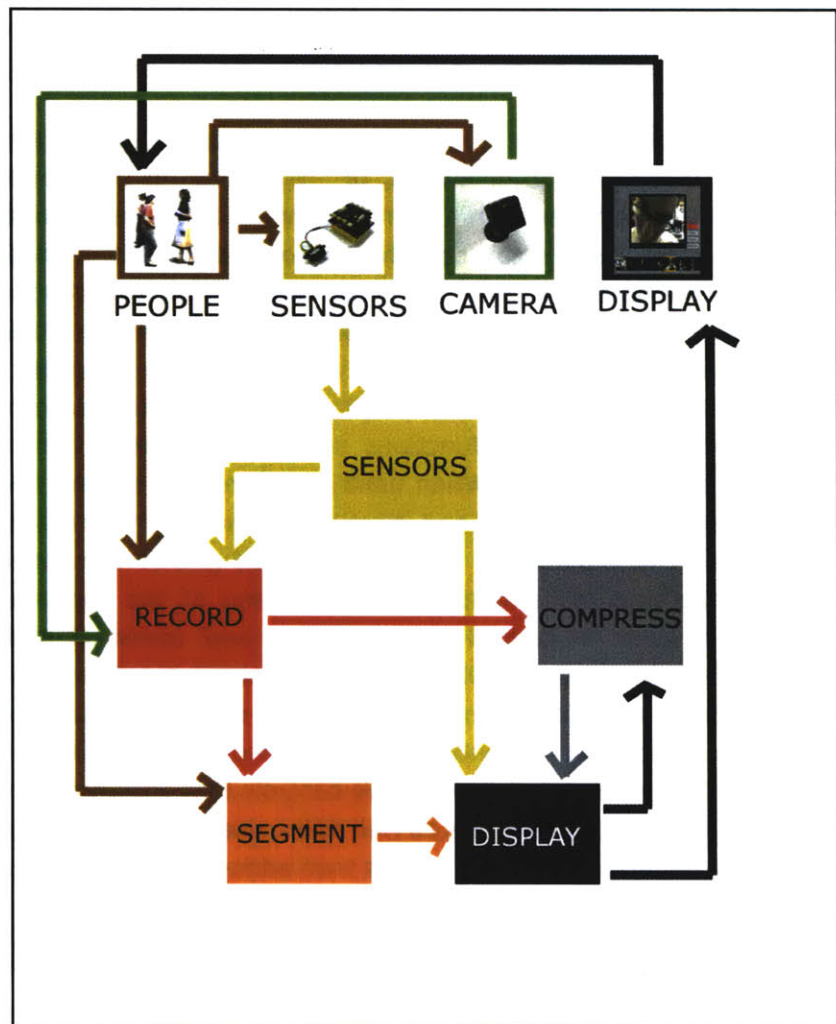 PEOPLE
SENSORS
CAMERA
DISPLAY
SENSORS
RECORD
COMPRESS
SEGMENT
DISPLAY